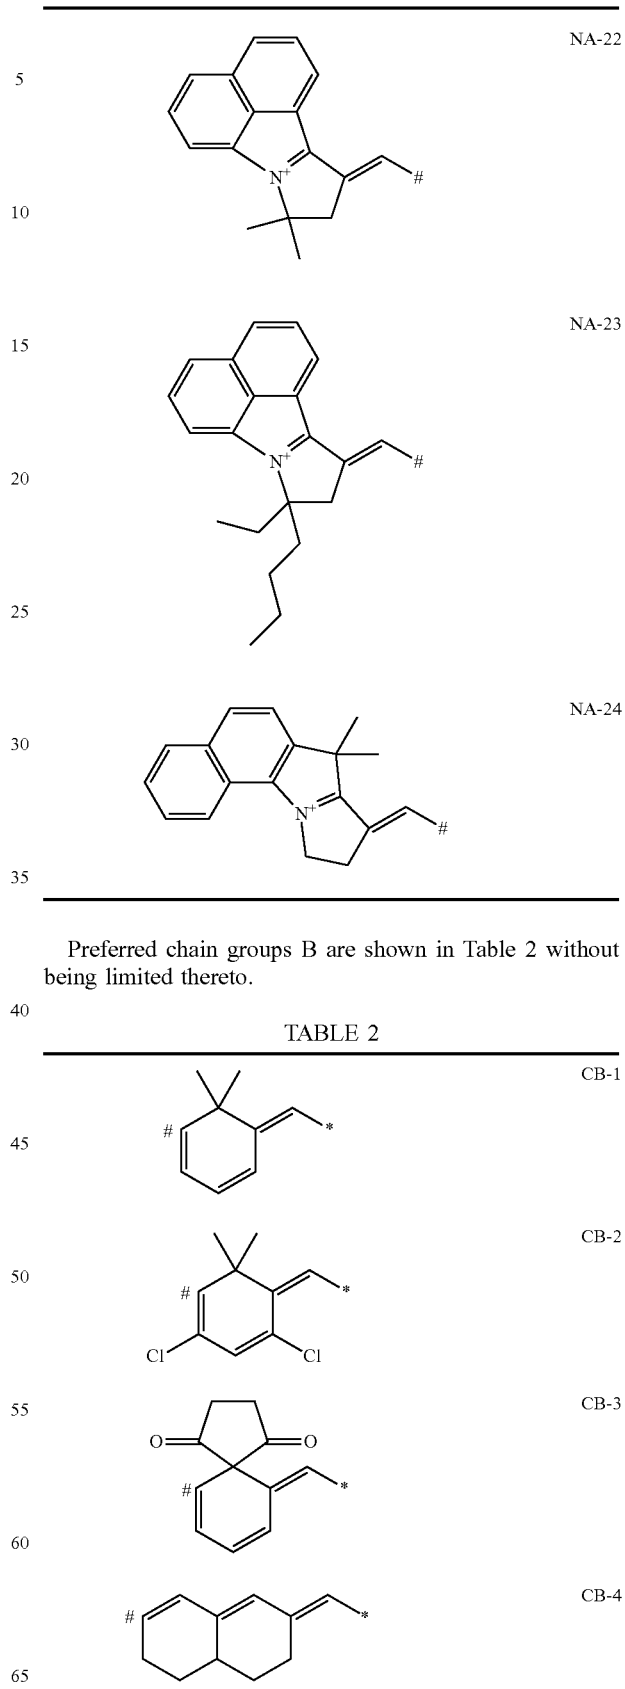 NA-22
5
N+
#
10
NA-23
15
N+
#
20
25
NA-24
30
N+
#
35
Preferred chain groups B are shown in Table 2 without
being limited thereto.
40
TABLE 2
CB-1
#
*
45
CB-2
50
#
*
Cl
Cl
55
CB-3
O
O
#
*
60
CB-4
#
*
65